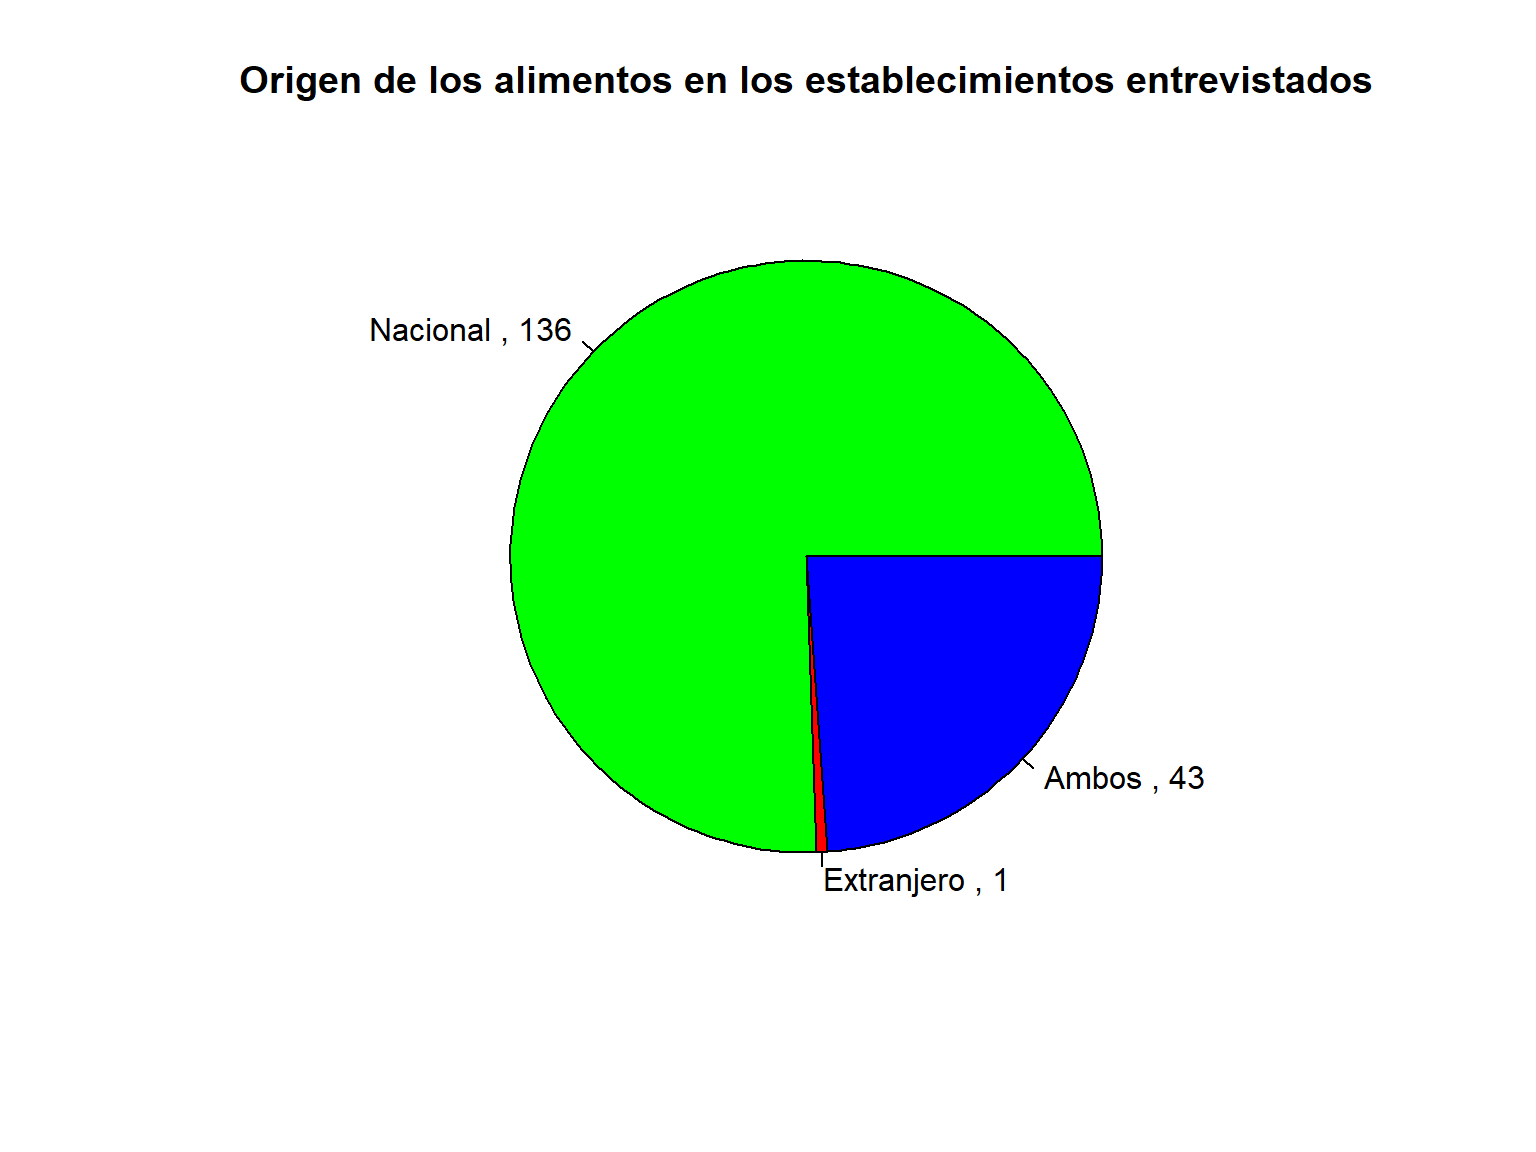 Origen de los alimentos en los establecimientos entrevistados
Nacional , 136
Ambos , 43
Extranjero , 1